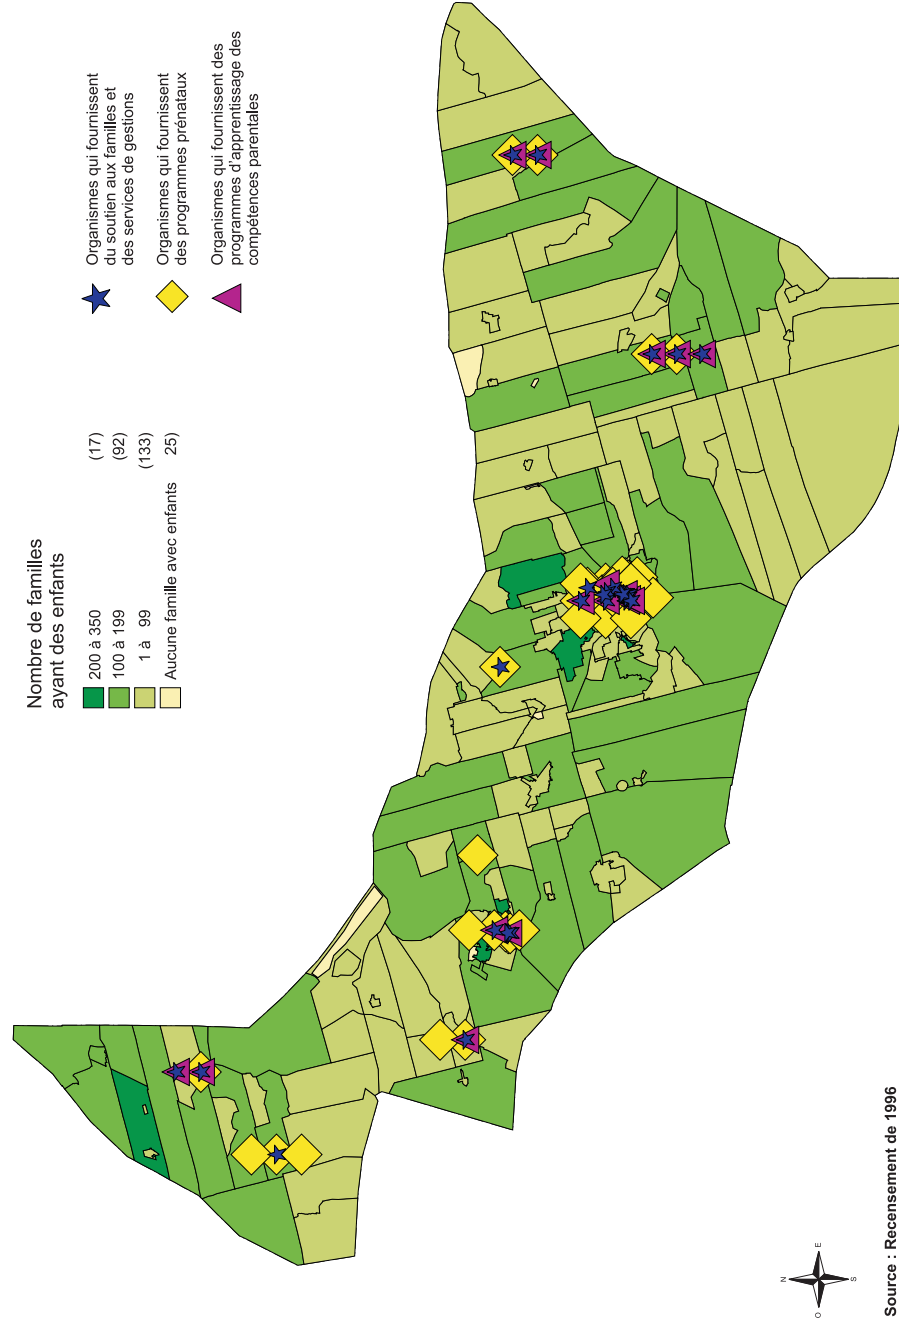 Nombre de familles
ayant des enfants
200 à 350 (17)
100 à 199 (92)
1 à 99 (133)
Aucune famille avec enfants 25)
Organismes qui fournissent
du soutien aux familles et
des services de gestions
Organismes qui fournissent
des programmes prénataux
Organismes qui fournissent des
programmes d'apprentissage des
compétences parentales
N
O
E
S
Source : Recensement de 1996